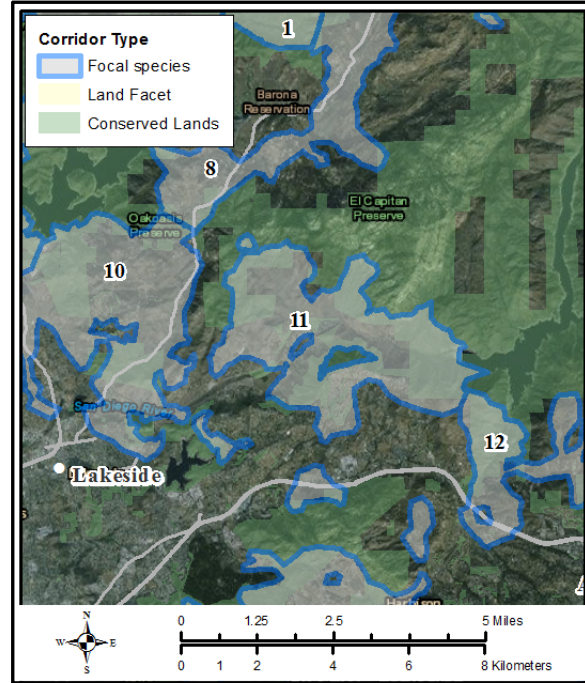 Corridor Type
Focal species
Land Facet
Conserved Lands
1
Barona
Reservation
8
Oakoasis
Preserve
El Capitan
Preserve
10
11
San Diego River
12
Lakeside
Harbison
N
W E
S
0 1.25 2.5 5 Miles
0 1 2 4 6 8 Kilometers